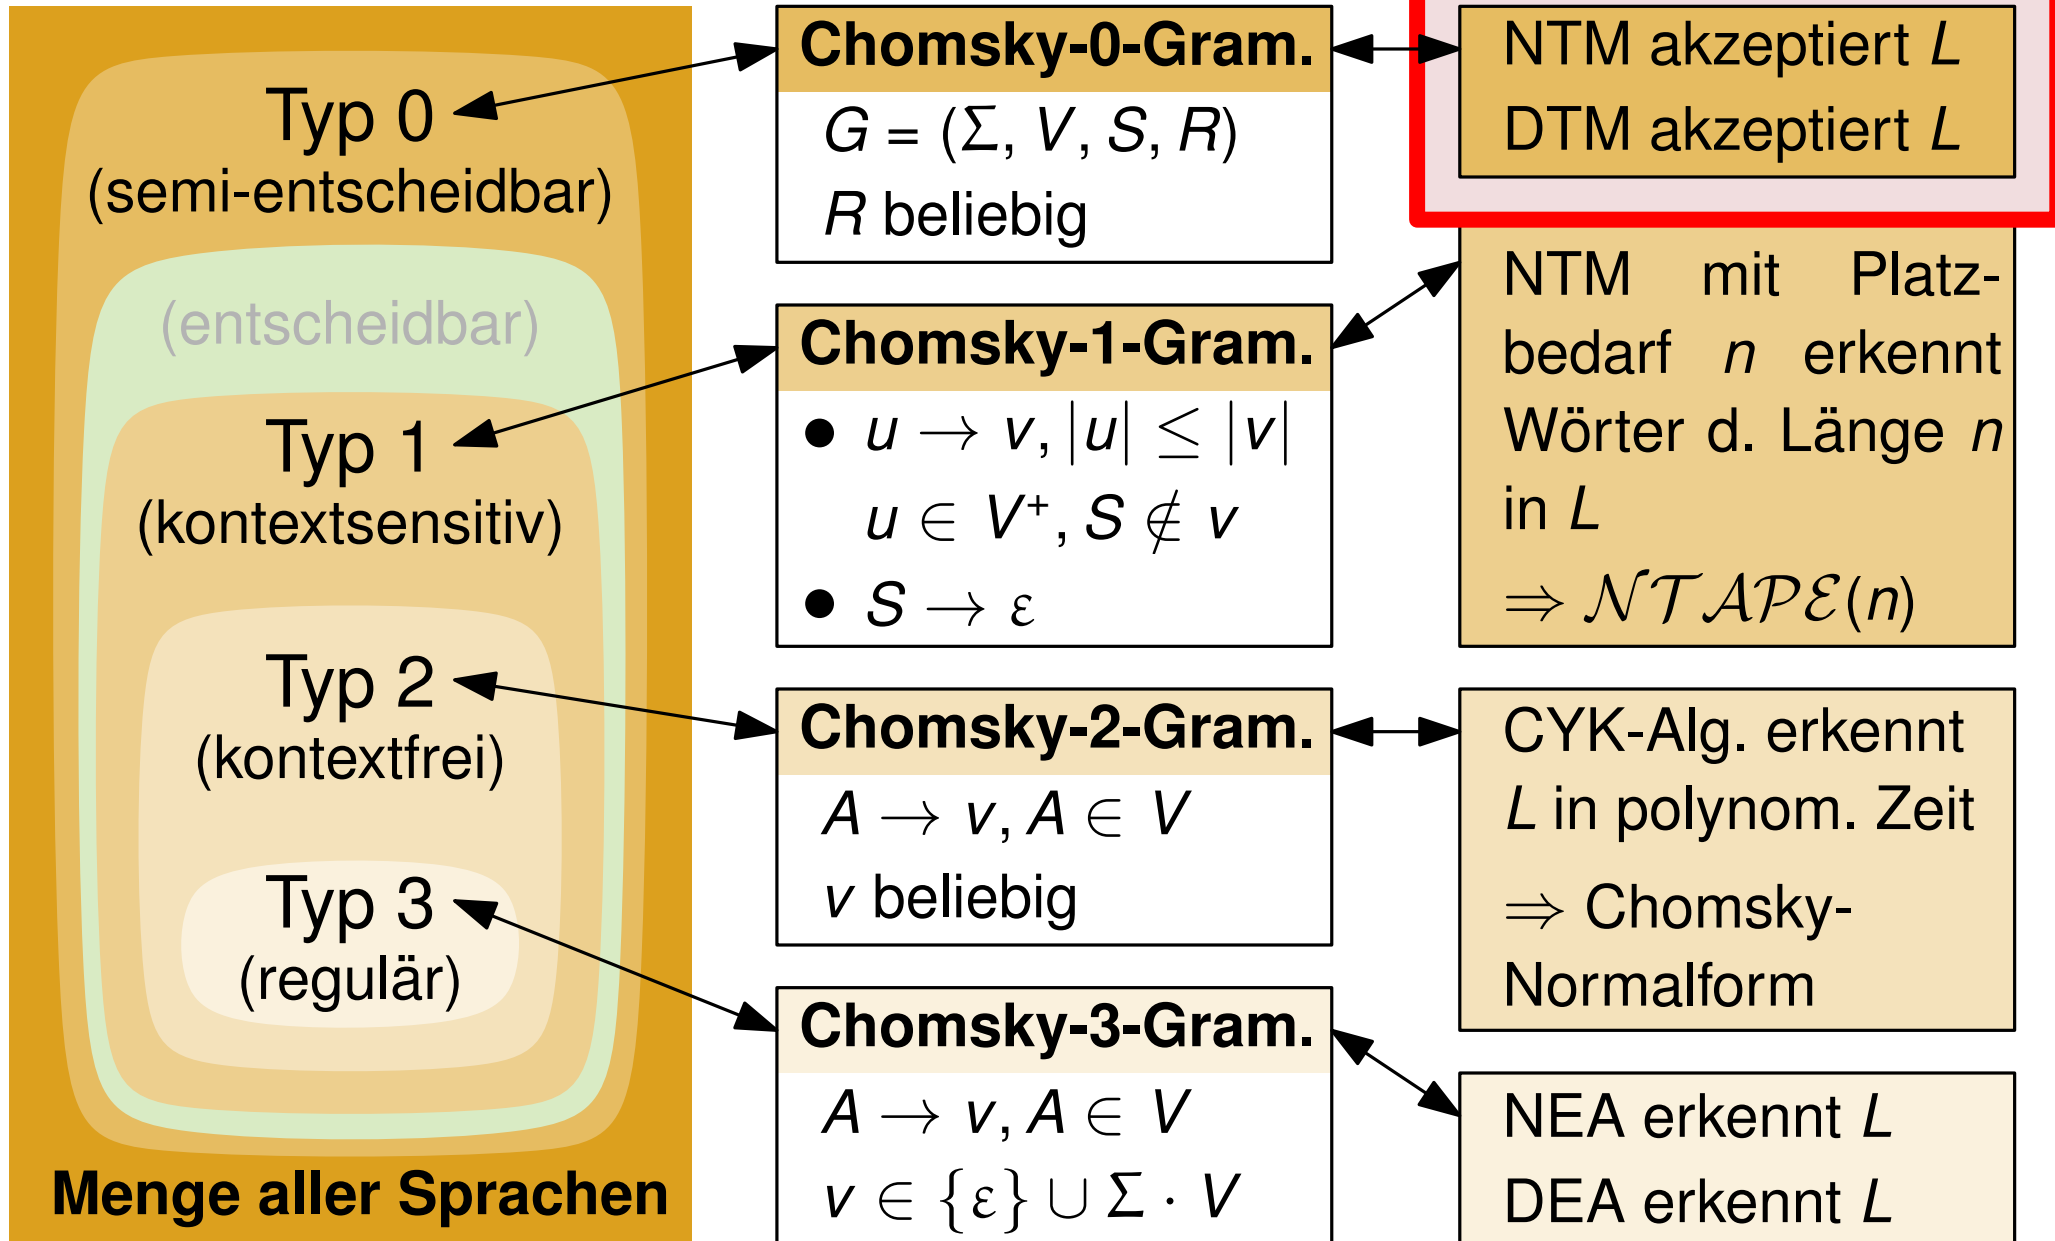 Typ 0
(semi-entscheidbar)
(entscheidbar)
Typ 1
(kontextsensitiv)
Typ 2
(kontextfrei)
Typ 3
(regulär)
Menge aller Sprachen
Chomsky-0-Gram.
G = (Σ, V, S, R)
R beliebig
Chomsky-1-Gram.
● u → v, |u| ≤ |v|
u ∈ V⁺, S ∉ v
● S → ε
Chomsky-2-Gram.
A → v, A ∈ V
v beliebig
Chomsky-3-Gram.
A → v, A ∈ V
v ∈ {ε} ∪ Σ · V
NTM akzeptiert L
DTM akzeptiert L
NTM mit Platz-
bedarf n erkennt
Wörter d. Länge n
in L
⇒ 𝒩𝒯𝒜𝒫ℰ(n)
CYK-Alg. erkennt
L in polynom. Zeit
⇒ Chomsky-
Normalform
NEA erkennt L
DEA erkennt L